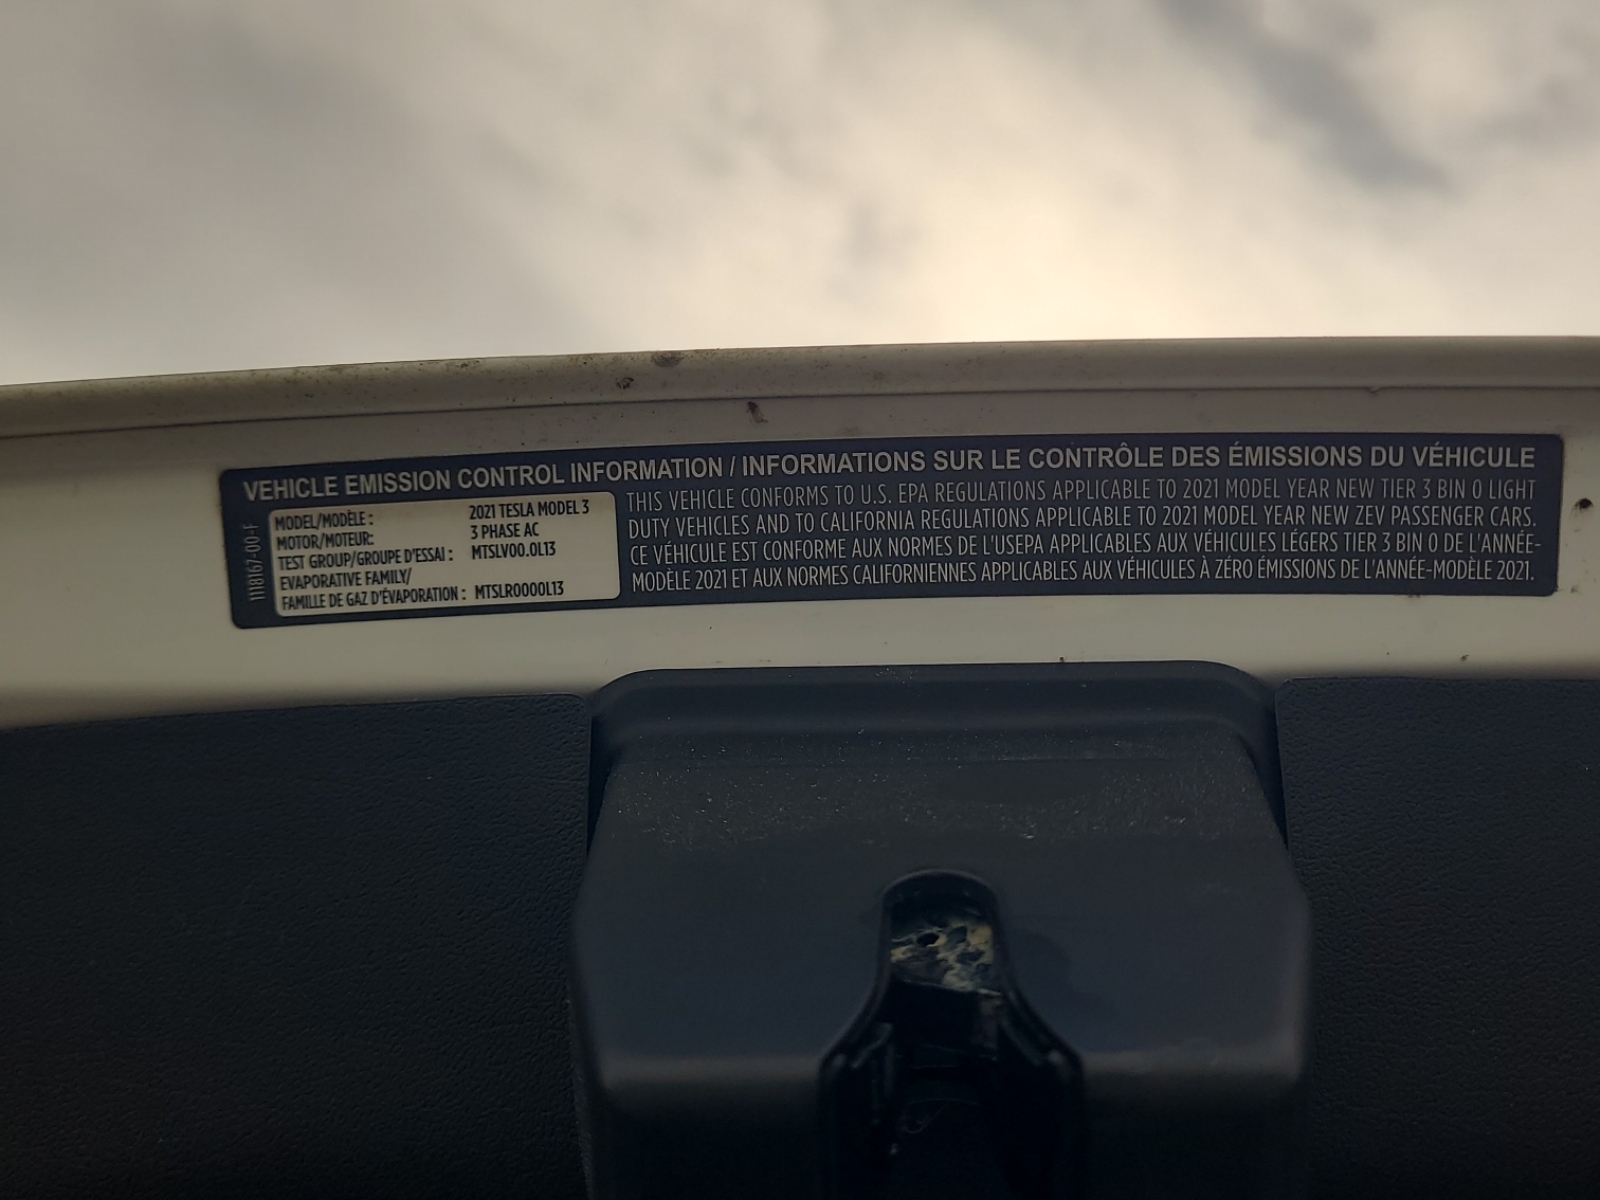 VEHICLE EMISSION CONTROL INFORMATION / INFORMATIONS SUR LE CONTRÔLE DES ÉMISSIONS DU VÉHICULE
1118167-00-F
MODEL/MODÈLE : 2021 TESLA MODEL 3
MOTOR/MOTEUR: 3 PHASE AC
TEST GROUP/GROUPE D'ESSAI : MTSLV00.0L13
EVAPORATIVE FAMILY/
FAMILLE DE GAZ D'ÉVAPORATION : MTSLR0000L13
THIS VEHICLE CONFORMS TO U.S. EPA REGULATIONS APPLICABLE TO 2021 MODEL YEAR NEW TIER 3 BIN 0 LIGHT
DUTY VEHICLES AND TO CALIFORNIA REGULATIONS APPLICABLE TO 2021 MODEL YEAR NEW ZEV PASSENGER CARS.
CE VÉHICULE EST CONFORME AUX NORMES DE L'USEPA APPLICABLES AUX VÉHICULES LÉGERS TIER 3 BIN 0 DE L'ANNÉE-
MODÈLE 2021 ET AUX NORMES CALIFORNIENNES APPLICABLES AUX VÉHICULES À ZÉRO ÉMISSIONS DE L'ANNÉE-MODÈLE 2021.